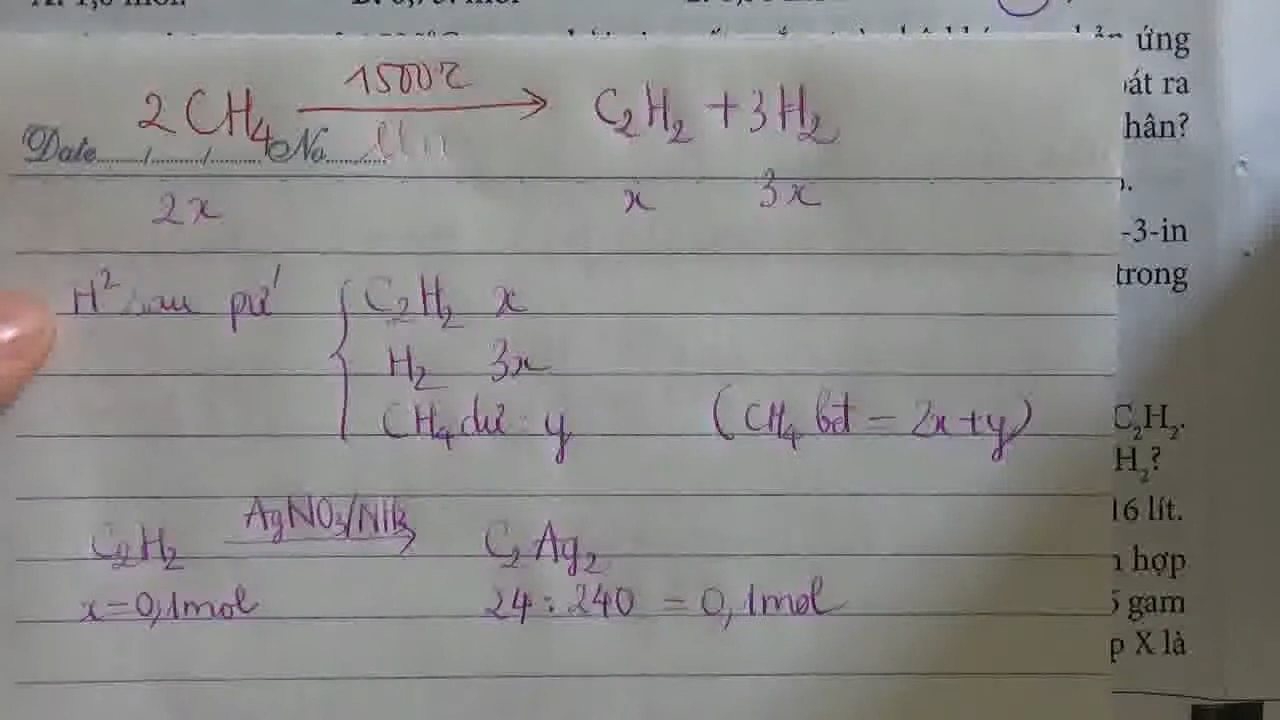 ứng
át ra
hân?
2CH4 1500℃ → C2H2 + 3H2
lln
Date....../....../......No..........
2x x 3x
-3-in
trong
H² sau pư { C2H2 x
H2 3x
CH4 dư : y (CH4 bđ = 2x+y)
C2H2.
H2?
16 lít.
C2H2 AgNO3/NH3 → C2Ag2
hợp
x=0,1mol 24 : 240 = 0,1mol
gam
p X là